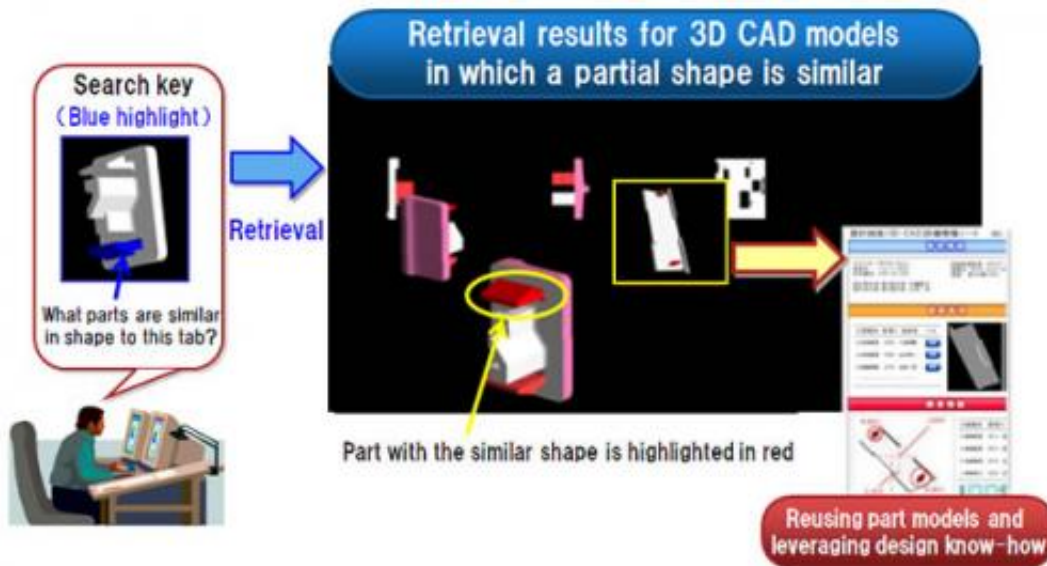 Retrieval results for 3D CAD models
in which a partial shape is similar
Search key
(Blue highlight)
Retrieval
What parts are similar
in shape to this tab?
Part with the similar shape is highlighted in red
Reusing part models and
leveraging design know-how